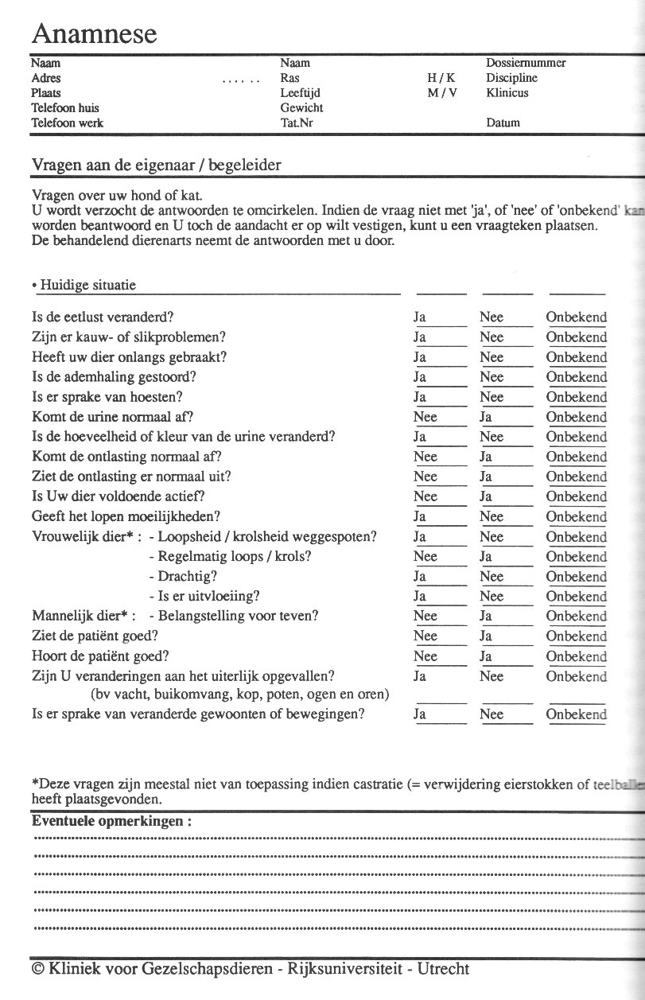 Anamnese
Naam Naam Dossiernummer
Adres ...... Ras H / K Discipline
Plaats Leeftijd M / V Klinicus
Telefoon huis Gewicht
Telefoon werk Tat.Nr Datum
Vragen aan de eigenaar / begeleider
Vragen over uw hond of kat.
U wordt verzocht de antwoorden te omcirkelen. Indien de vraag niet met 'ja', of 'nee' of 'onbekend' kan
worden beantwoord en U toch de aandacht er op wilt vestigen, kunt u een vraagteken plaatsen.
De behandelend dierenarts neemt de antwoorden met u door.
• Huidige situatie
Is de eetlust veranderd? Ja Nee Onbekend
Zijn er kauw- of slikproblemen? Ja Nee Onbekend
Heeft uw dier onlangs gebraakt? Ja Nee Onbekend
Is de ademhaling gestoord? Ja Nee Onbekend
Is er sprake van hoesten? Ja Nee Onbekend
Komt de urine normaal af? Nee Ja Onbekend
Is de hoeveelheid of kleur van de urine veranderd? Ja Nee Onbekend
Komt de ontlasting normaal af? Nee Ja Onbekend
Ziet de ontlasting er normaal uit? Nee Ja Onbekend
Is Uw dier voldoende actief? Nee Ja Onbekend
Geeft het lopen moeilijkheden? Ja Nee Onbekend
Vrouwelijk dier* : - Loopsheid / krolsheid weggespoten? Ja Nee Onbekend
- Regelmatig loops / krols? Nee Ja Onbekend
- Drachtig? Ja Nee Onbekend
- Is er uitvloeiing? Ja Nee Onbekend
Mannelijk dier* : - Belangstelling voor teven? Nee Ja Onbekend
Ziet de patiënt goed? Nee Ja Onbekend
Hoort de patiënt goed? Nee Ja Onbekend
Zijn U veranderingen aan het uiterlijk opgevallen? Ja Nee Onbekend
(bv vacht, buikomvang, kop, poten, ogen en oren)
Is er sprake van veranderde gewoonten of bewegingen? Ja Nee Onbekend
*Deze vragen zijn meestal niet van toepassing indien castratie (= verwijdering eierstokken of teelballe
heeft plaatsgevonden.
Eventuele opmerkingen :
© Kliniek voor Gezelschapsdieren - Rijksuniversiteit - Utrecht